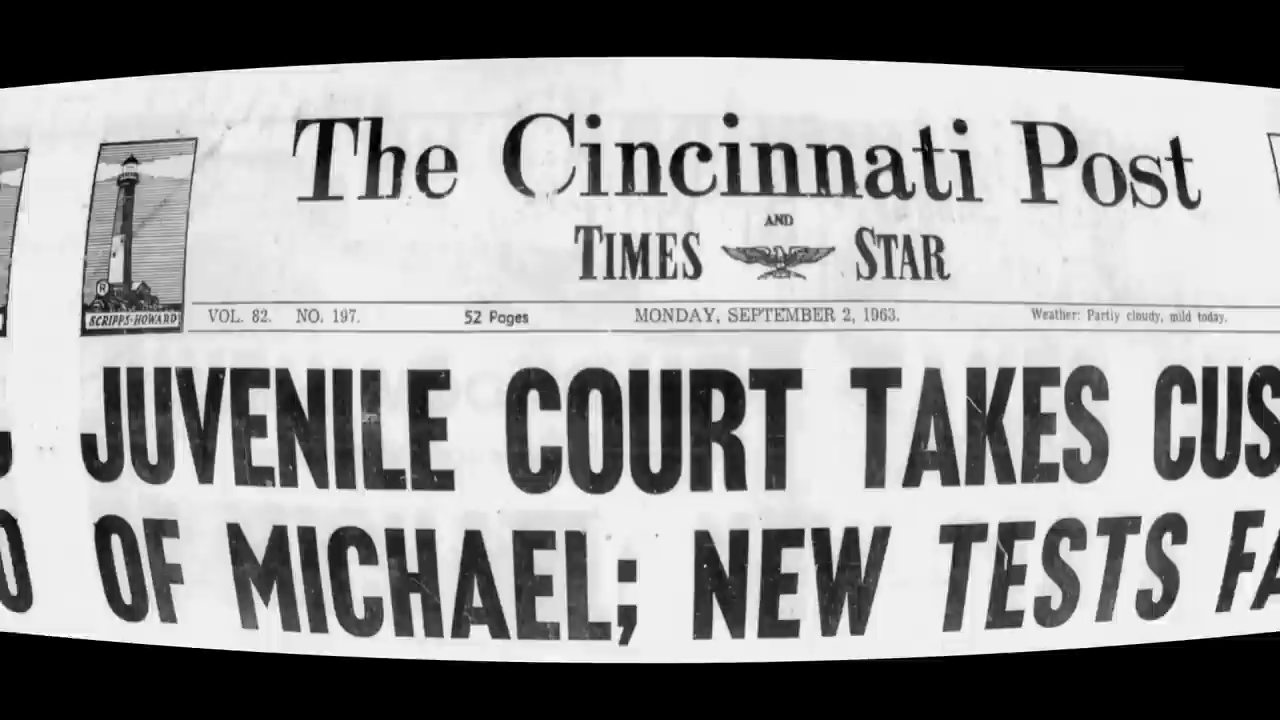 The Cincinnati Post
AND
TIMES STAR
R
SCRIPPS-HOWARD
VOL. 82. NO. 197. 52 Pages MONDAY, SEPTEMBER 2, 1963. Weather: Partly cloudy, mild today.
JUVENILE COURT TAKES CUS
OF MICHAEL; NEW TESTS FA